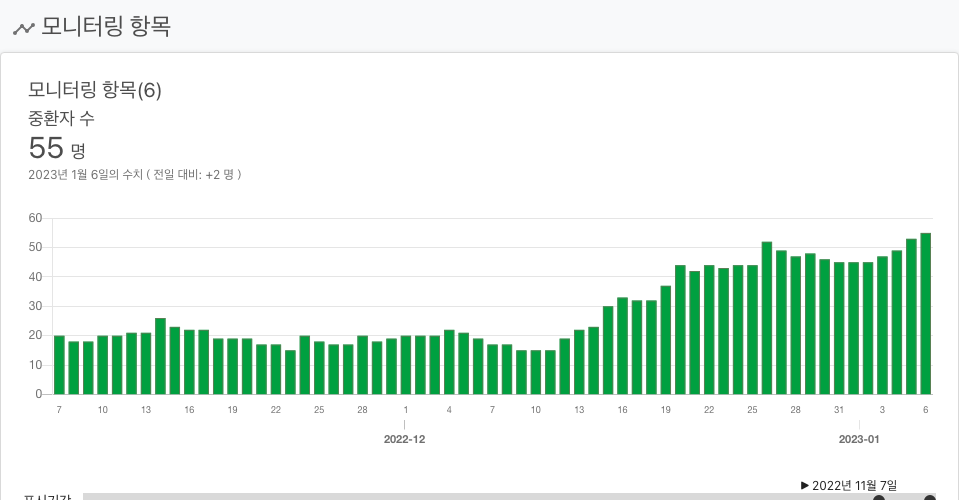 모니터링 항목
모니터링 항목(6)
중환자 수
55 명
2023년 1월 6일의 수치 ( 전일 대비: +2 명 )
60
50
40
30
20
10
0
7 10 13 16 19 22 25 28 1 4 7 10 13 16 19 22 25 28 31 3 6
2022-12 2023-01
▶ 2022년 11월 7일
표시기간